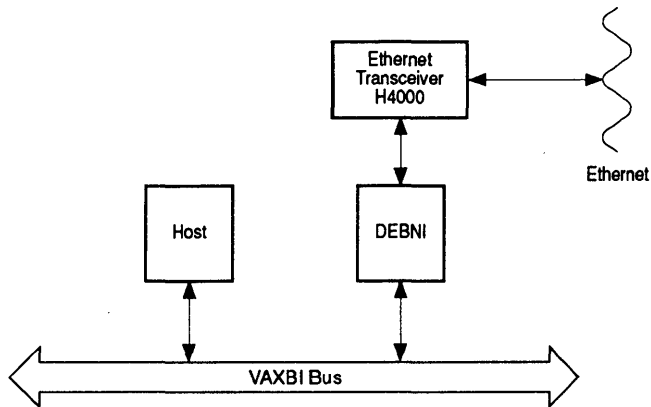 Ethernet
Transceiver
H4000
Ethernet
Host
DEBNI
VAXBI Bus